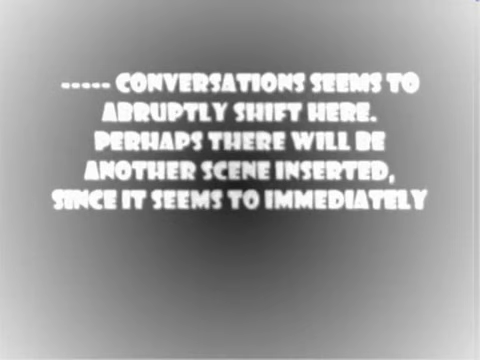 ----- CONVERSATIONS SEEMS TO
ABRUPTLY SHIFT HERE.
PERHAPS THERE WILL BE
ANOTHER SCENE INSERTED,
SINCE IT SEEMS TO IMMEDIATELY